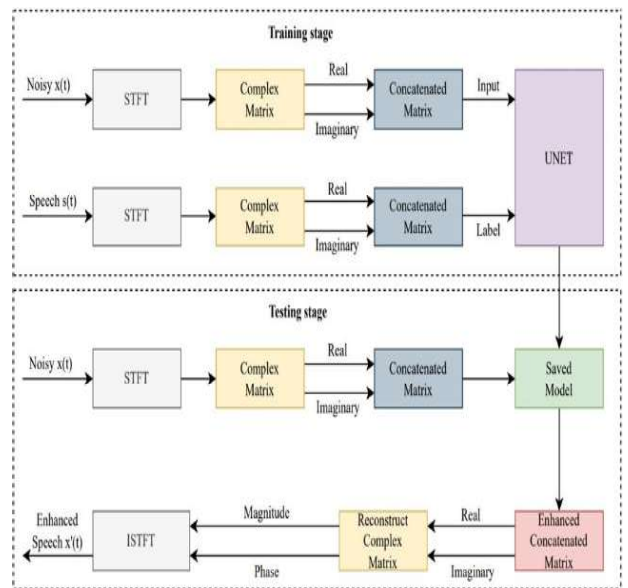 Training stage
Noisy x(t)
STFT
Complex
Matrix
Real
Imaginary
Concatenated
Matrix
Input
UNET
Speech s(t)
STFT
Complex
Matrix
Real
Imaginary
Concatenated
Matrix
Label
Testing stage
Noisy x(t)
STFT
Complex
Matrix
Real
Imaginary
Concatenated
Matrix
Saved
Model
Enhanced
Speech x'(t)
ISTFT
Magnitude
Phase
Reconstruct
Complex
Matrix
Real
Imaginary
Enhanced
Concatenated
Matrix